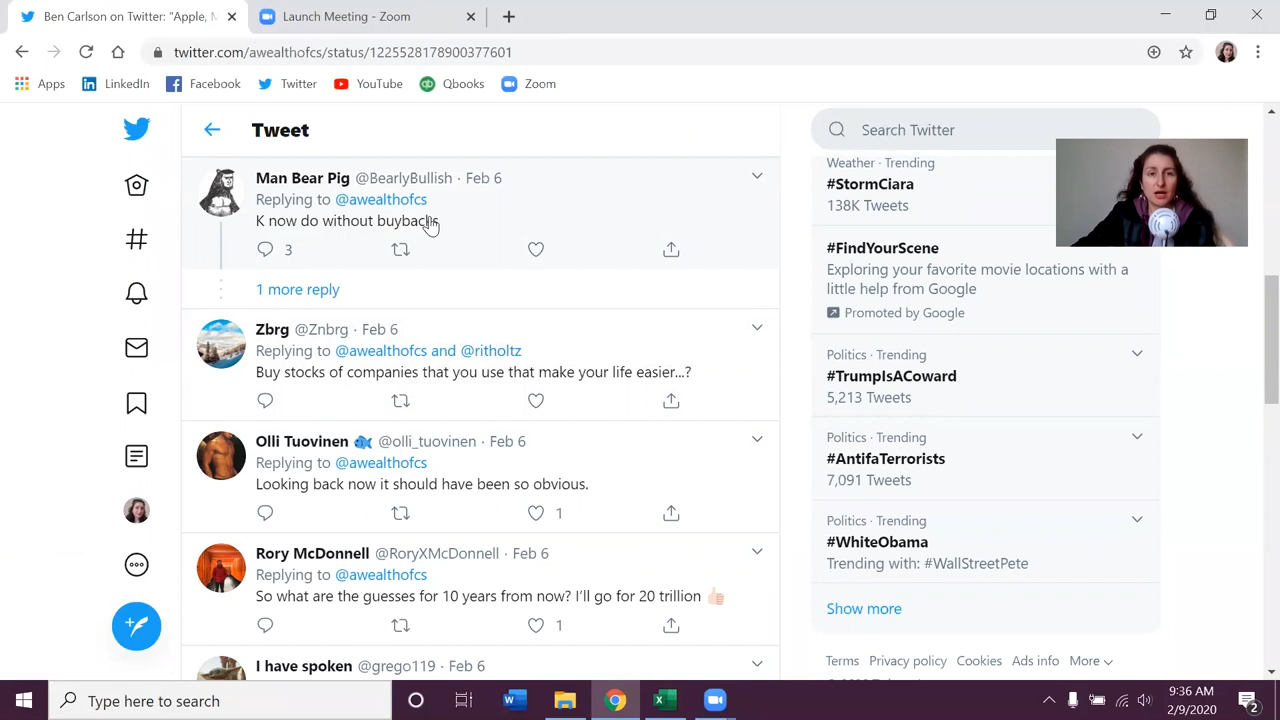 Ben Carlson on Twitter: "Apple, M
Launch Meeting - Zoom
twitter.com/awealthofcs/status/1225528178900377601
Apps
LinkedIn
Facebook
Twitter
YouTube
Qbooks
Zoom
Tweet
Man Bear Pig @BearlyBullish · Feb 6
Replying to @awealthofcs
K now do without buybacks
3
1 more reply
Zbrg @Znbrg · Feb 6
Replying to @awealthofcs and @ritholtz
Buy stocks of companies that you use that make your life easier...?
Olli Tuovinen @olli_tuovinen · Feb 6
Replying to @awealthofcs
Looking back now it should have been so obvious.
1
Rory McDonnell @RoryXMcDonnell · Feb 6
Replying to @awealthofcs
So what are the guesses for 10 years from now? I'll go for 20 trillion 👍🏻
1
I have spoken @grego119 · Feb 6
Search Twitter
Weather · Trending
#StormCiara
138K Tweets
#FindYourScene
Exploring your favorite movie locations with a
little help from Google
Promoted by Google
Politics · Trending
#TrumpIsACoward
5,213 Tweets
Politics · Trending
#AntifaTerrorists
7,091 Tweets
Politics · Trending
#WhiteObama
Trending with: #WallStreetPete
Show more
Terms Privacy policy Cookies Ads info More
Type here to search
9:36 AM
2/9/2020
2